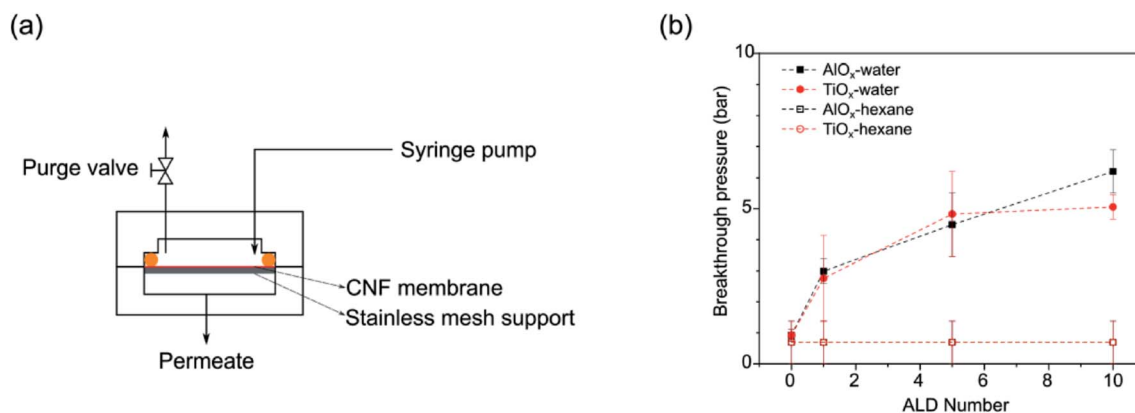 (a)
Purge valve
Syringe pump
CNF membrane
Stainless mesh support
Permeate
(b)
10
5
0
Breakthrough pressure (bar)
AlOₓ-water
TiOₓ-water
AlOₓ-hexane
TiOₓ-hexane
0 2 4 6 8 10
ALD Number